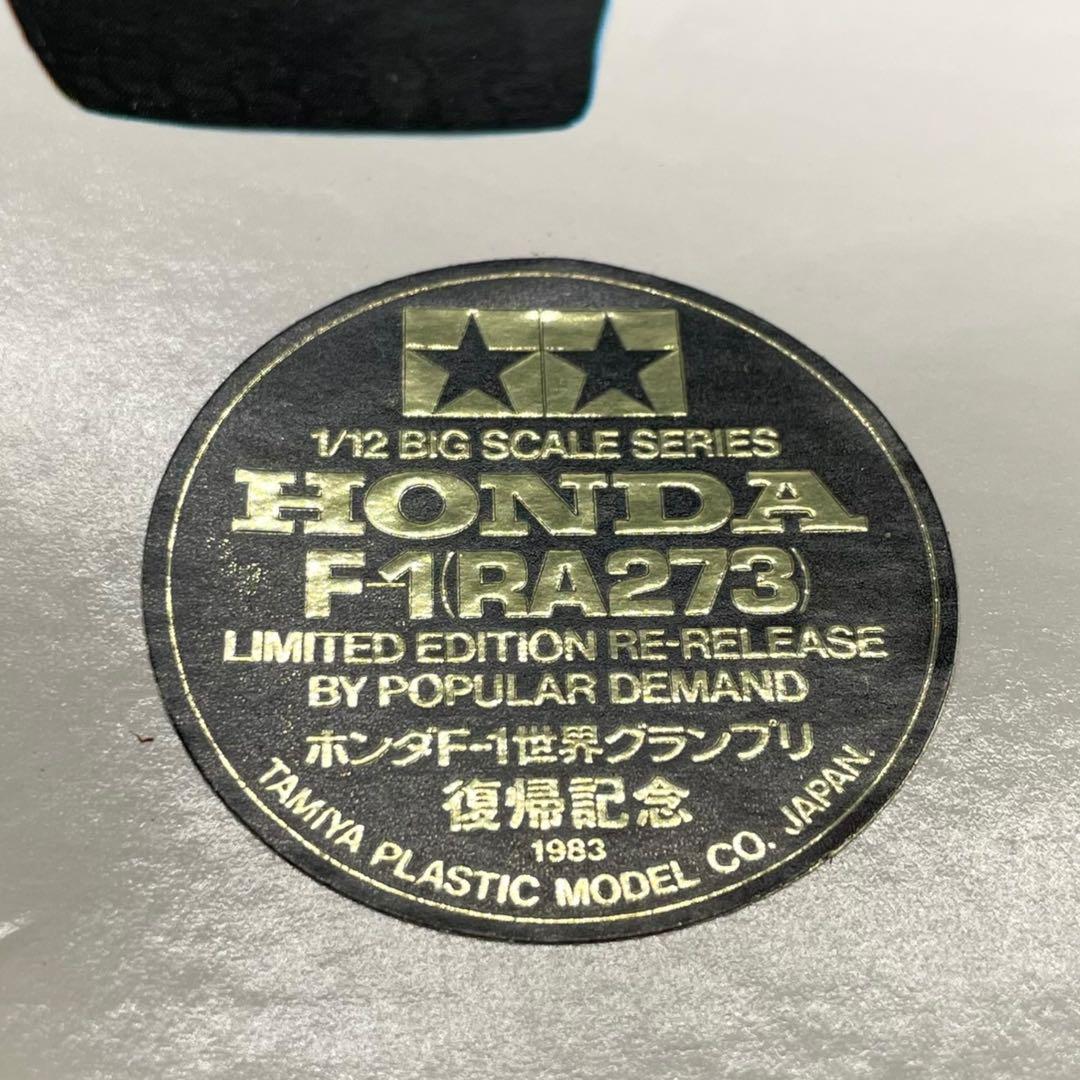 1/12 BIG SCALE SERIES
HONDA
F-1(RA273)
LIMITED EDITION RE-RELEASE
BY POPULAR DEMAND
ホンダF-1世界グランプリ
復帰記念
1983
TAMIYA PLASTIC MODEL CO. JAPAN.